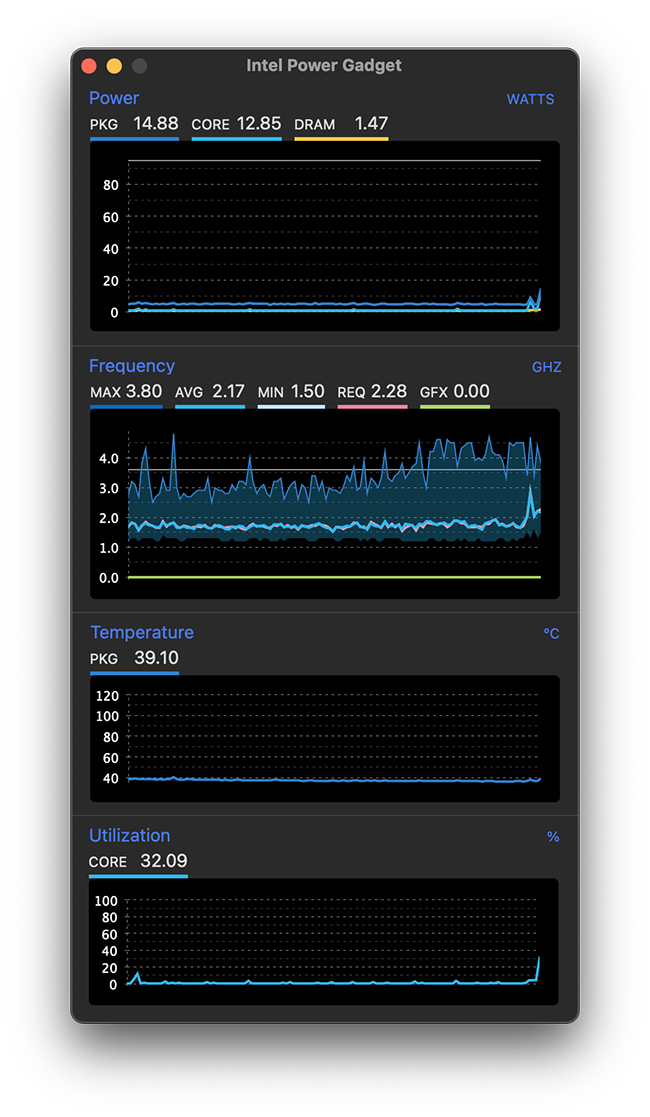 Intel Power Gadget
Power WATTS
PKG 14.88 CORE 12.85 DRAM 1.47
80
60
40
20
0
Frequency GHZ
MAX 3.80 AVG 2.17 MIN 1.50 REQ 2.28 GFX 0.00
4.0
3.0
2.0
1.0
0.0
Temperature °C
PKG 39.10
120
100
80
60
40
Utilization %
CORE 32.09
100
80
60
40
20
0